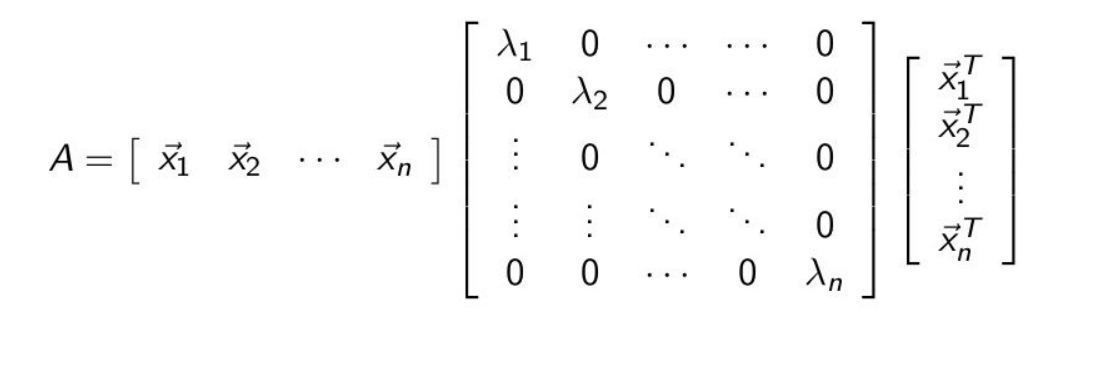 A = [ x⃗₁ x⃗₂ ⋯ x⃗ₙ ] [ λ₁ 0 ⋯ ⋯ 0
0 λ₂ 0 ⋯ 0
⋮ 0 ⋱ ⋱ 0
⋮ ⋮ ⋱ ⋱ 0
0 0 ⋯ 0 λₙ ] [ x⃗₁ᵀ
x⃗₂ᵀ
⋮
x⃗ₙᵀ ]